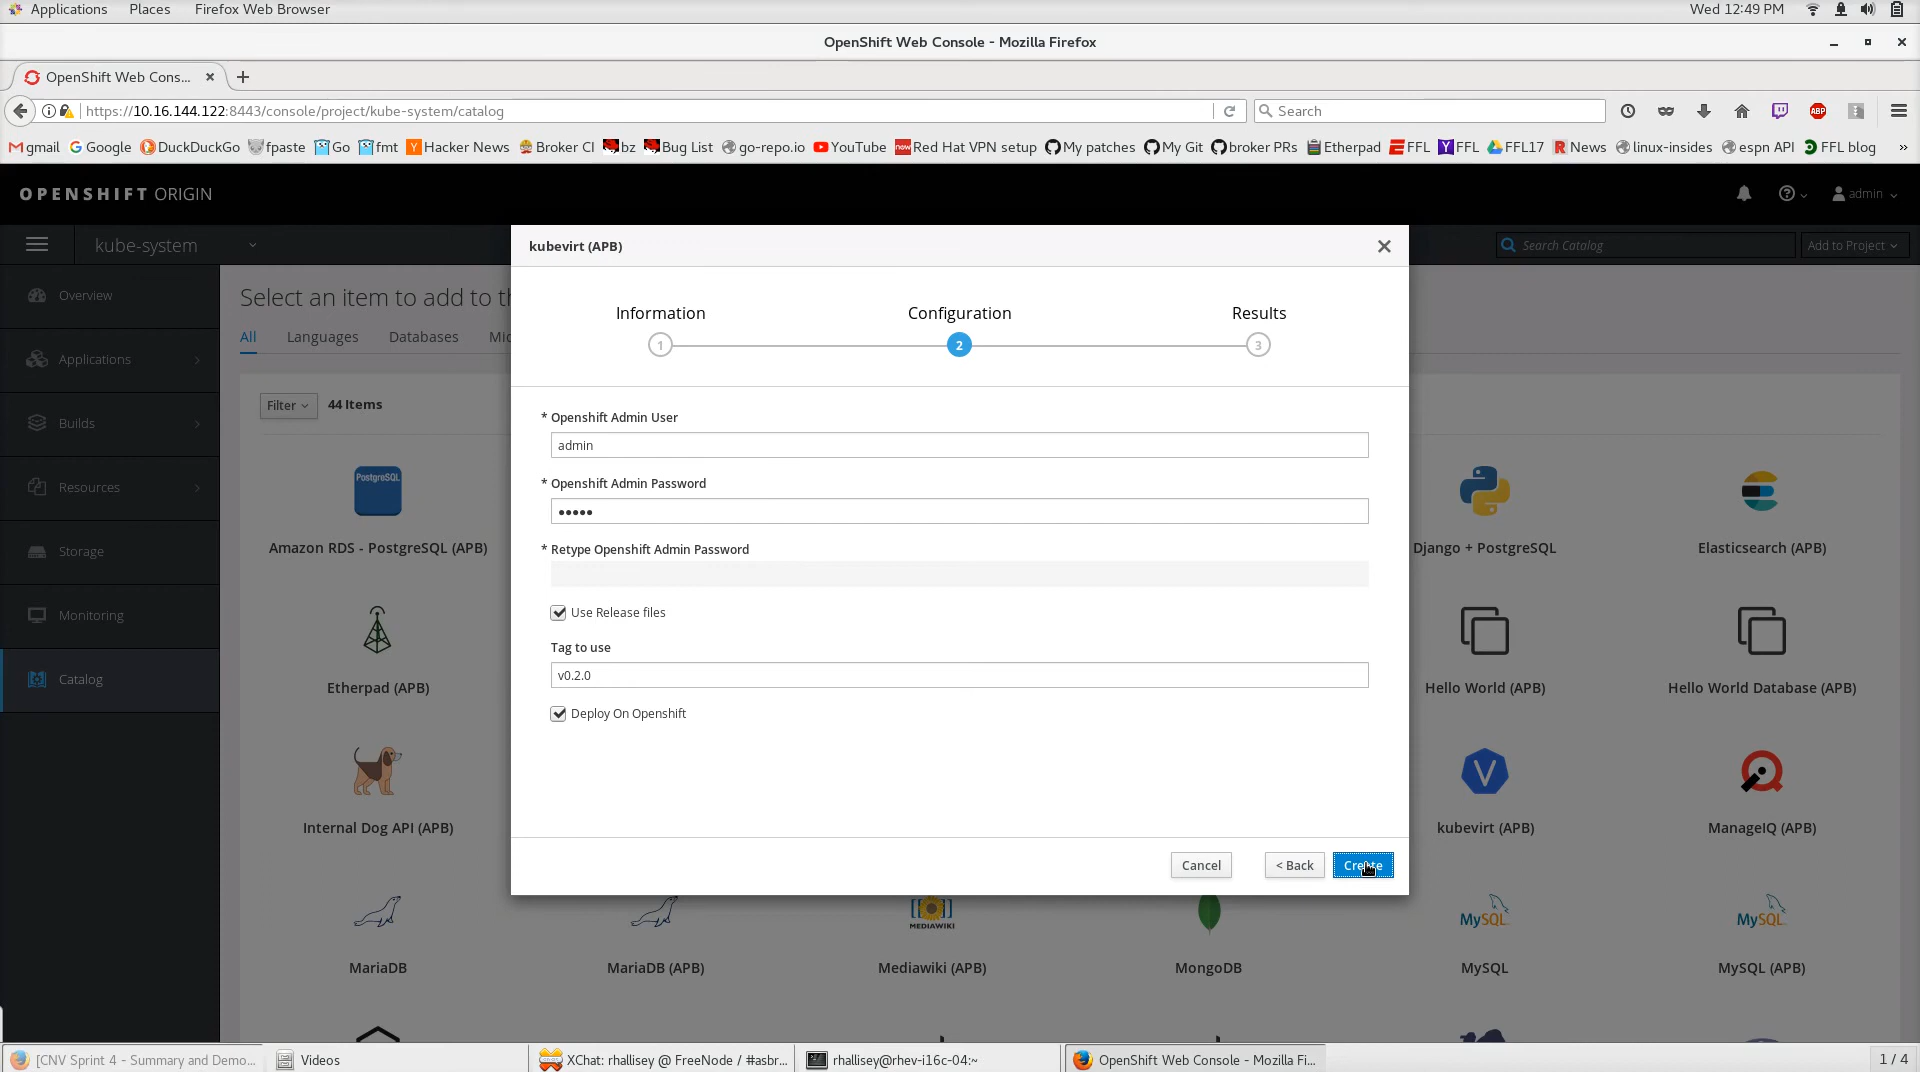 Applications Places Firefox Web Browser Wed 12:49 PM
OpenShift Web Console - Mozilla Firefox
OpenShift Web Cons...
https://10.16.144.122:8443/console/project/kube-system/catalog Search
gmail Google DuckDuckGo fpaste Go fmt Hacker News Broker CI bz Bug List go-repo.io YouTube Red Hat VPN setup My patches My Git broker PRs Etherpad FFL FFL FFL17 News linux-insides espn API FFL blog »
OPENSHIFT ORIGIN admin
kube-system Search Catalog Add to Project
kubevirt (APB)
Overview
Applications
Builds
Resources
Storage
Monitoring
Catalog
Select an item to add to th
All Languages Databases Mi
Filter 44 Items
Information Configuration Results
1 2 3
* Openshift Admin User
admin
* Openshift Admin Password
•••••
* Retype Openshift Admin Password
Use Release files
Tag to use
v0.2.0
Deploy On Openshift
Cancel < Back Create
PostgreSQL
Amazon RDS - PostgreSQL (APB) Django + PostgreSQL Elasticsearch (APB)
Etherpad (APB) Hello World (APB) Hello World Database (APB)
V
Internal Dog API (APB) kubevirt (APB) ManageIQ (APB)
MEDIAWIKI MySQL MySQL
MariaDB MariaDB (APB) Mediawiki (APB) MongoDB MySQL MySQL (APB)
[CNV Sprint 4 - Summary and Demo... Videos XChat: rhallisey @ FreeNode / #asbr... rhallisey@rhev-i16c-04:~ OpenShift Web Console - Mozilla Fi... 1 / 4